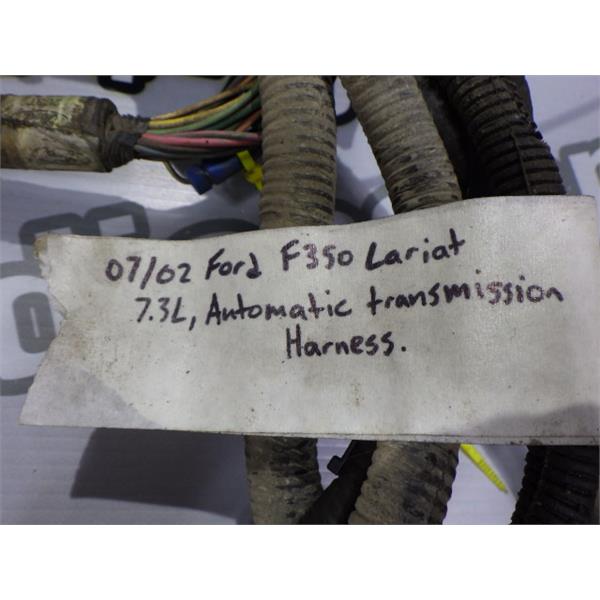 07/02 Ford F350 Lariat
7.3L, Automatic transmission
Harness.